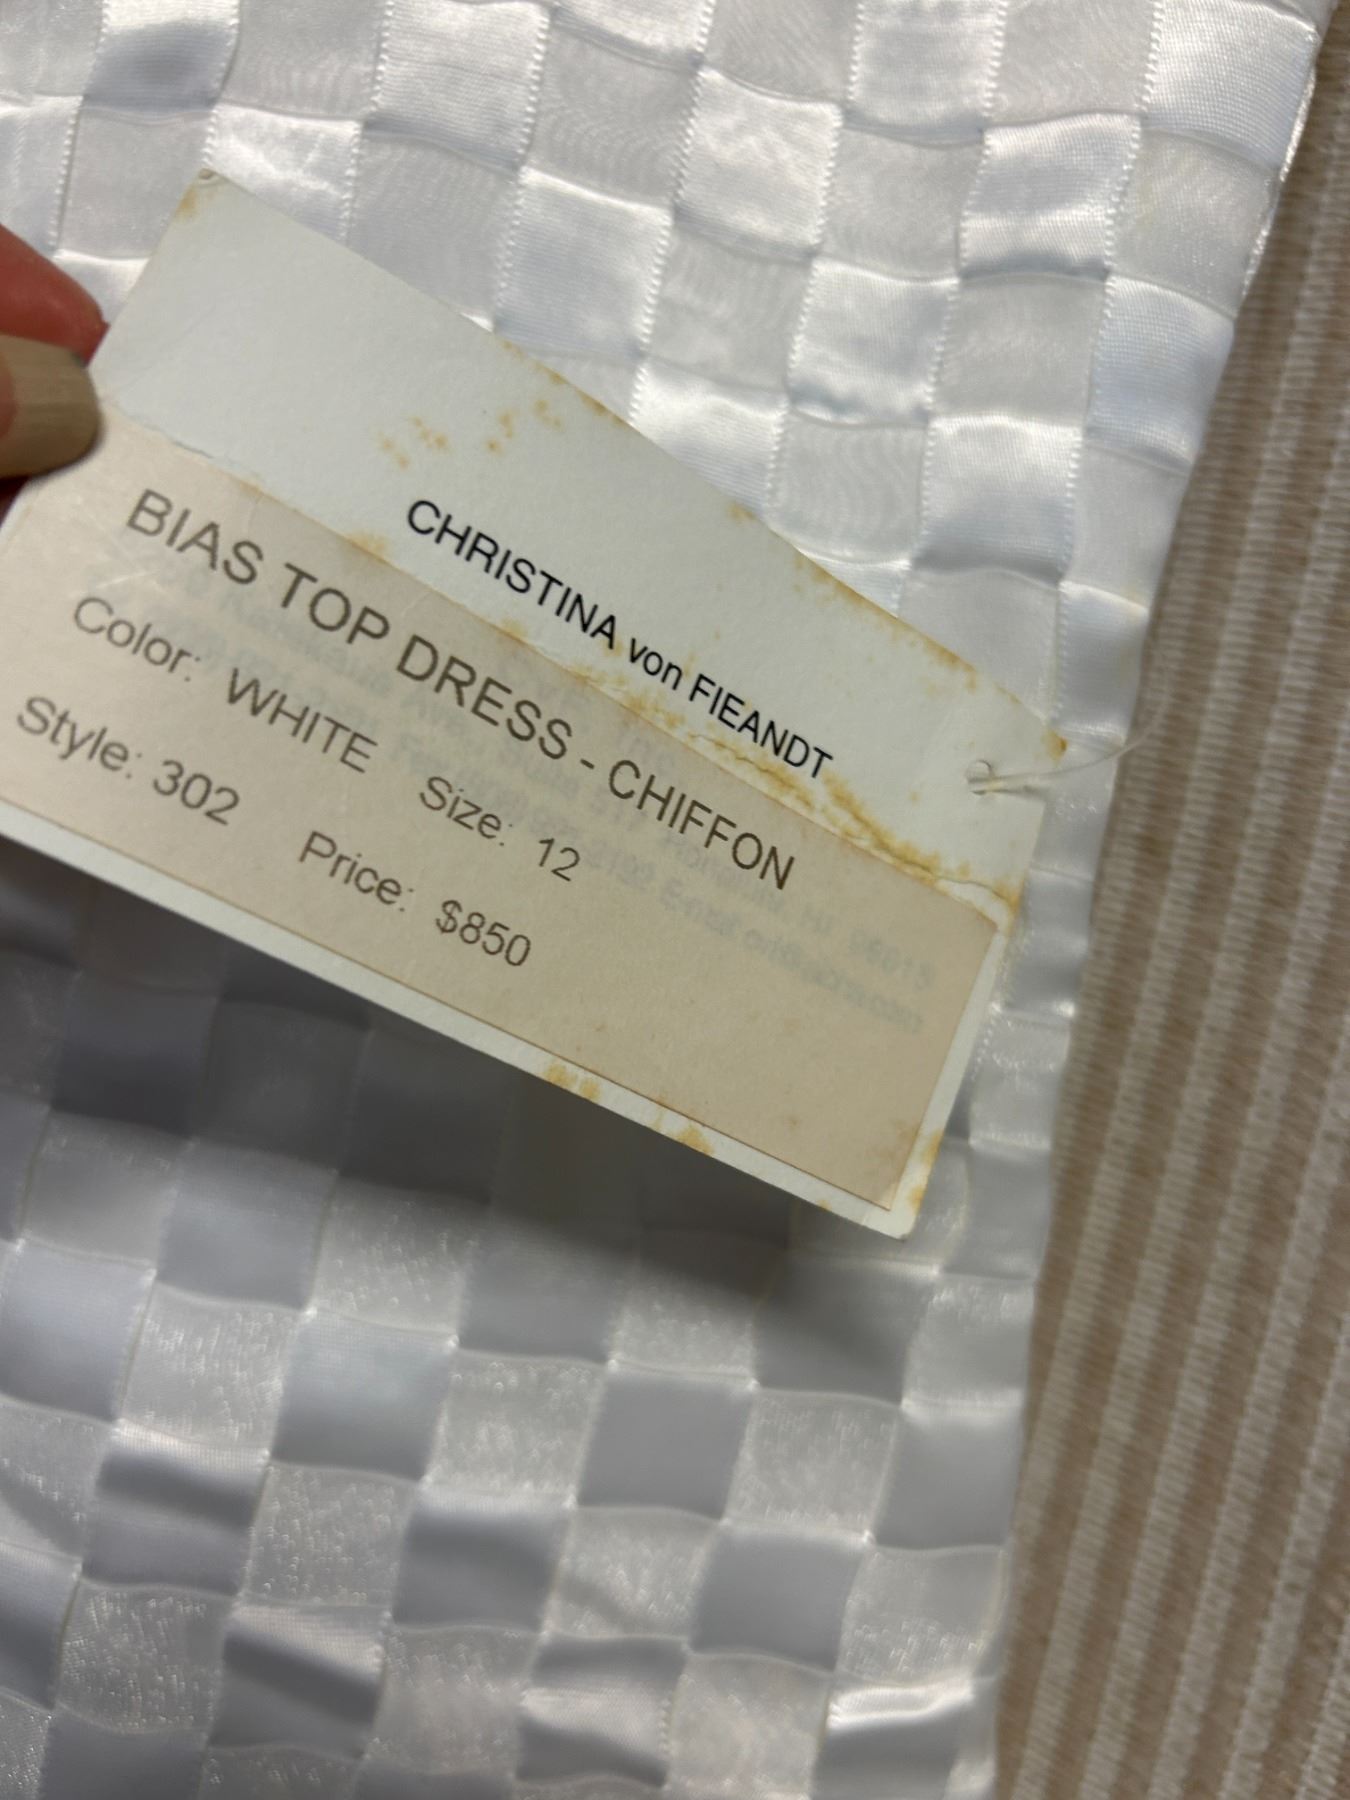 CHRISTINA von FIEANDT
BIAS TOP DRESS - CHIFFON
Color: WHITE Size: 12
Style: 302 Price: $850